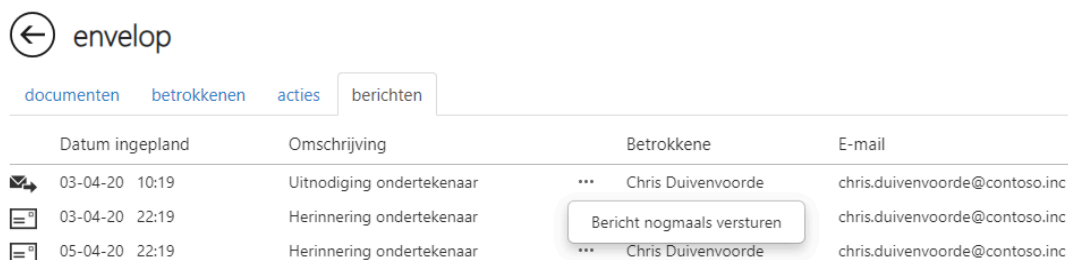 envelop
documenten betrokkenen acties berichten
Datum ingepland Omschrijving Betrokkene E-mail
03-04-20 10:19 Uitnodiging ondertekenaar ••• Chris Duivenvoorde chris.duivenvoorde@contoso.inc
03-04-20 22:19 Herinnering ondertekenaar Bericht nogmaals versturen chris.duivenvoorde@contoso.inc
05-04-20 22:19 Herinnering ondertekenaar ••• Chris Duivenvoorde chris.duivenvoorde@contoso.inc